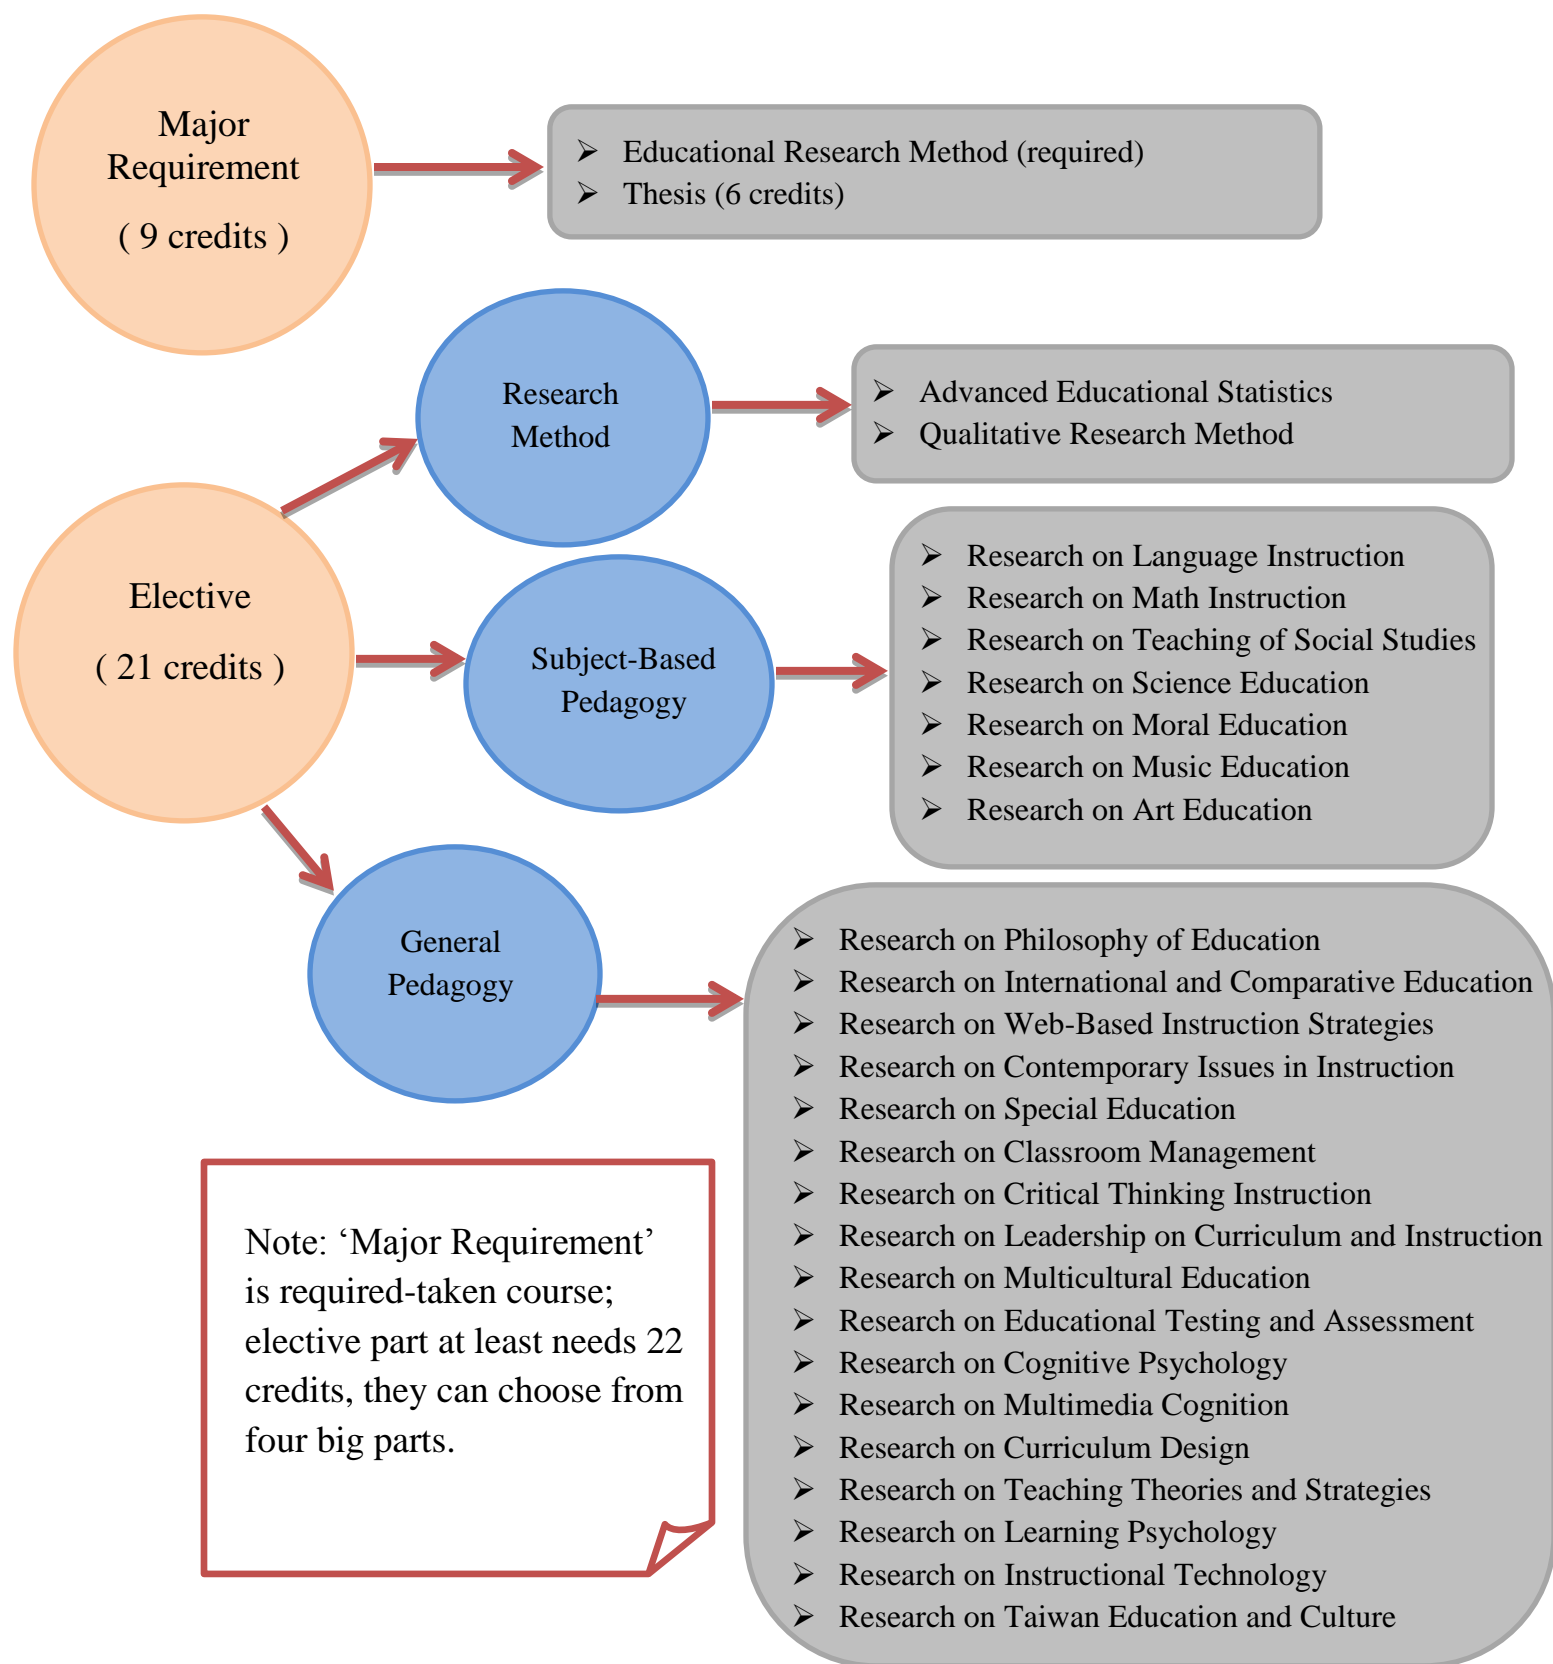 Major
Requirement
( 9 credits )
➢ Educational Research Method (required)
➢ Thesis (6 credits)
Research
Method
➢ Advanced Educational Statistics
➢ Qualitative Research Method
Elective
( 21 credits )
Subject-Based
Pedagogy
➢ Research on Language Instruction
➢ Research on Math Instruction
➢ Research on Teaching of Social Studies
➢ Research on Science Education
➢ Research on Moral Education
➢ Research on Music Education
➢ Research on Art Education
General
Pedagogy
➢ Research on Philosophy of Education
➢ Research on International and Comparative Education
➢ Research on Web-Based Instruction Strategies
➢ Research on Contemporary Issues in Instruction
➢ Research on Special Education
➢ Research on Classroom Management
➢ Research on Critical Thinking Instruction
➢ Research on Leadership on Curriculum and Instruction
➢ Research on Multicultural Education
➢ Research on Educational Testing and Assessment
➢ Research on Cognitive Psychology
➢ Research on Multimedia Cognition
➢ Research on Curriculum Design
➢ Research on Teaching Theories and Strategies
➢ Research on Learning Psychology
➢ Research on Instructional Technology
➢ Research on Taiwan Education and Culture
Note: ‘Major Requirement’
is required-taken course;
elective part at least needs 22
credits, they can choose from
four big parts.